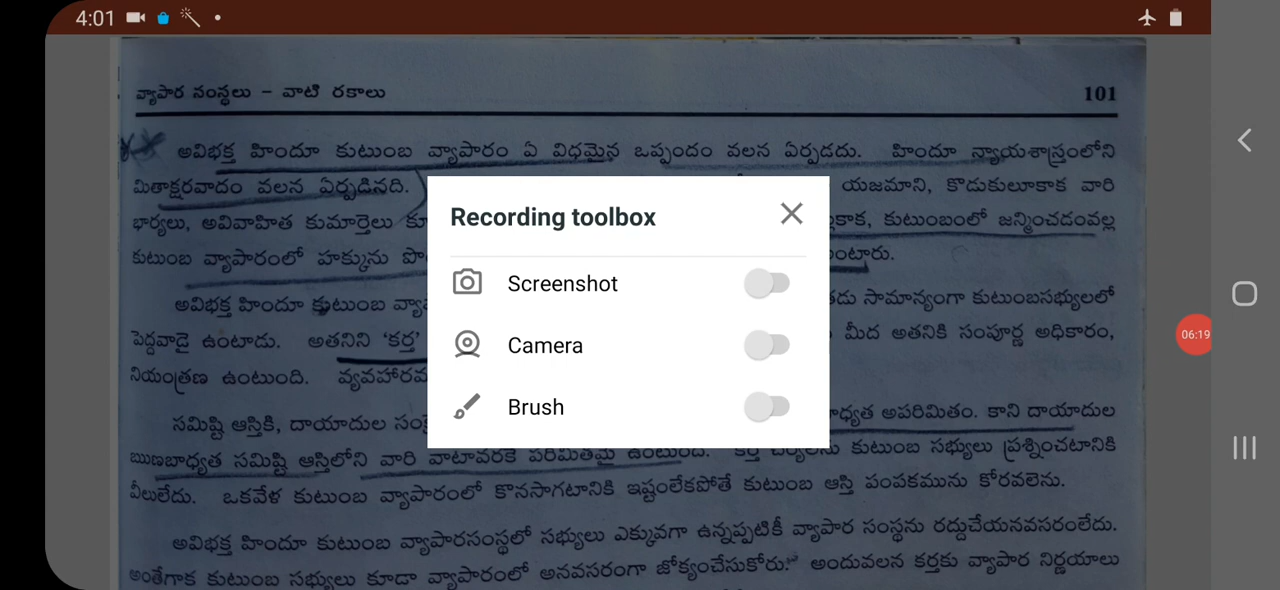 4:01
వ్యాపార సంస్థలు – వాటి రకాలు 101
అవిభక్త హిందూ కుటుంబ వ్యాపారం ఏ విధమైన ఒప్పందం వలన ఏర్పడదు. హిందూ న్యాయశాస్త్రంలోని
మితాక్షరవాదం వలన ఏర్పడినది. యజమాని, కొడుకులూకాక వారి
భార్యలు, అవివాహిత కుమార్తెలు కుటుంబంలో జన్మించడంవల్ల
కుటుంబ వ్యాపారంలో హక్కును
అవిభక్త హిందూ కుటుంబ సామాన్యంగా కుటుంబసభ్యులలో
పెద్దవాడై ఉంటాడు. అతనిని ‘కర్త’ మీద అతనికి సంపూర్ణ అధికారం,
నియంత్రణ ఉంటుంది.
సమిష్టి ఆస్తికి, దాయాదుల అపరిమితం. కాని దాయాదుల
ఋణబాధ్యత సమిష్టి ఆస్తిలోని వారి వాటావరకే పరిమితమై ఉంటుంది. కర్త చర్యలను కుటుంబ సభ్యులు ప్రశ్నించటానికి
వీలులేదు. ఒకవేళ కుటుంబ వ్యాపారంలో కొనసాగటానికి ఇష్టంలేకపోతే కుటుంబ ఆస్తి పంపకమును కోరవలెను.
అవిభక్త హిందూ కుటుంబ వ్యాపారసంస్థలో సభ్యులు ఎక్కువగా ఉన్నప్పటికీ వ్యాపార సంస్థను రద్దుచేయనవసరంలేదు.
అంతేగాక కుటుంబ సభ్యులు కూడా వ్యాపారంలో అనవసరంగా జోక్యంచేసుకోరు. అందువలన కర్తకు వ్యాపార నిర్ణయాలు
Recording toolbox
Screenshot
Camera
Brush
06:19